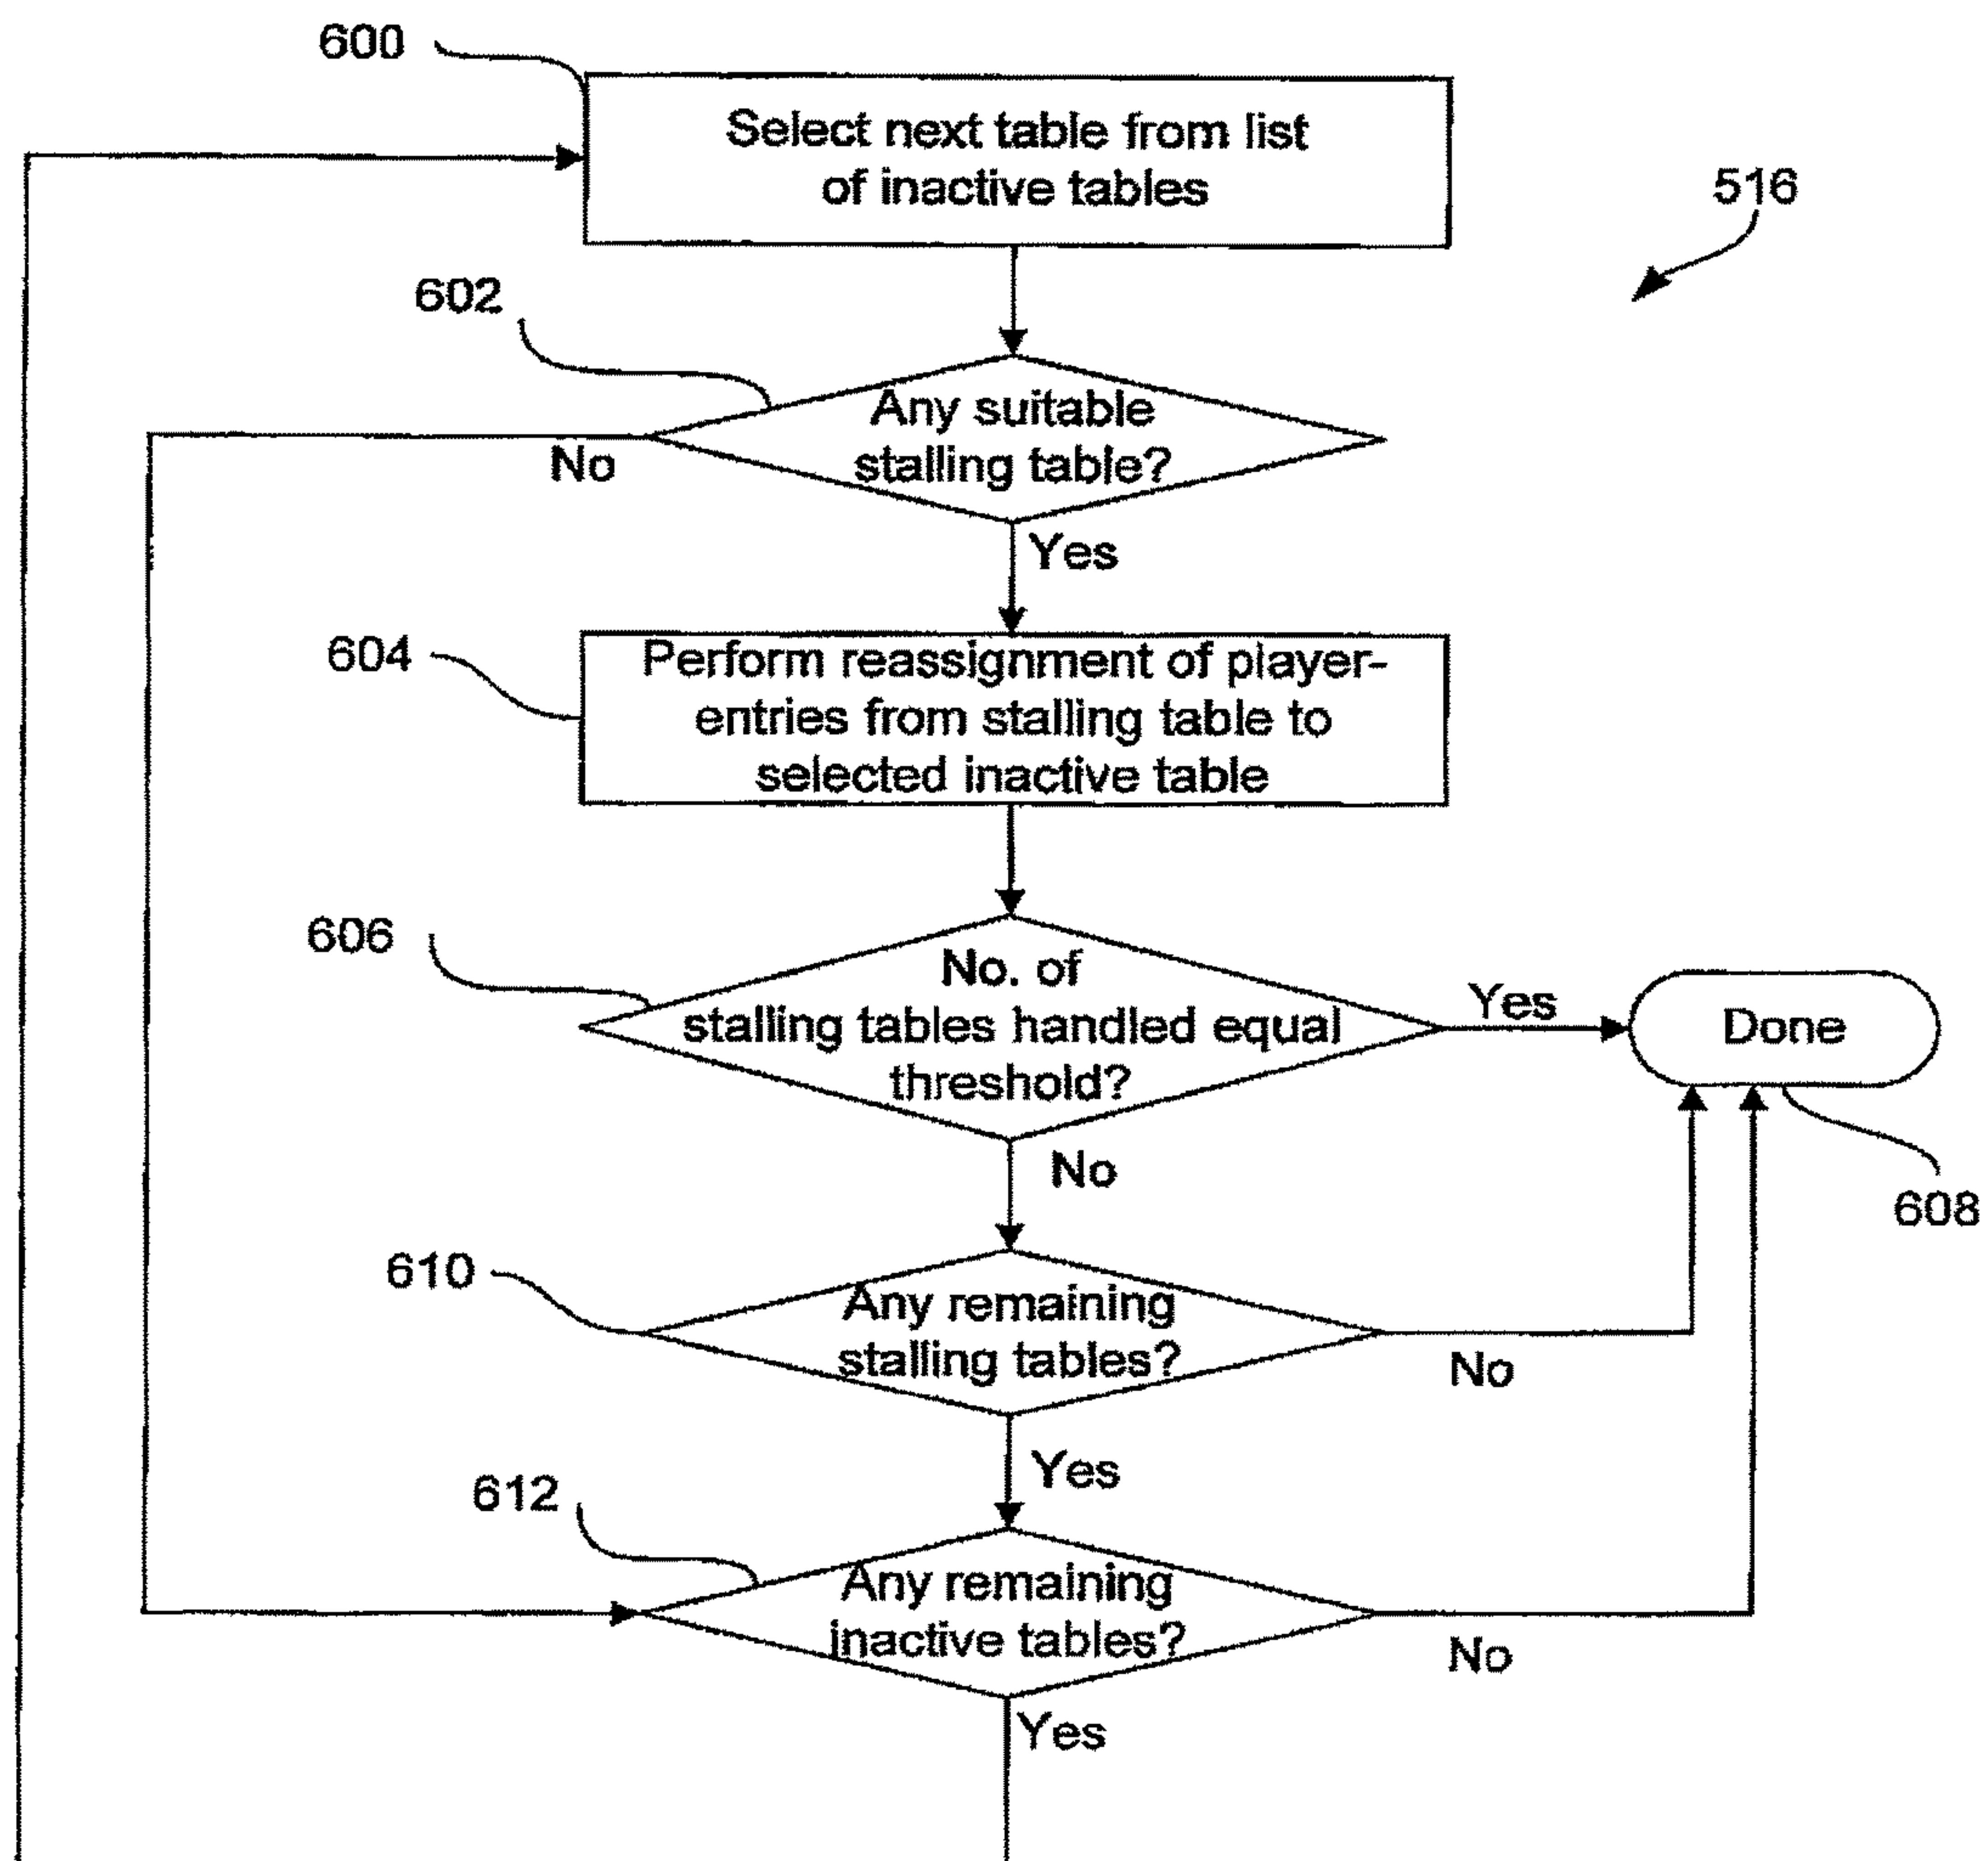 600
Select next table from list
of inactive tables
516
602
Any suitable
stalling table?
No
Yes
604
Perform reassignment of player-
entries from stalling table to
selected inactive table
606
No. of
stalling tables handled equal
threshold?
Yes
Done
No
608
610
Any remaining
stalling tables?
No
Yes
612
Any remaining
inactive tables?
No
Yes